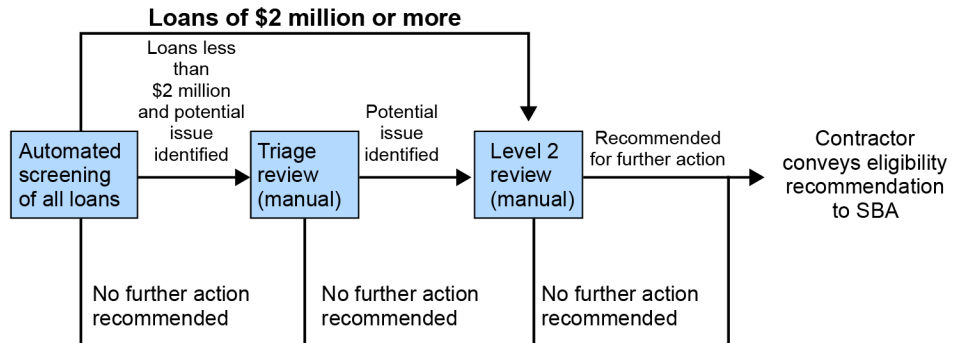 Loans of $2 million or more
Loans less
than
$2 million
and potential
issue
identified
Potential
issue
identified
Recommended
for further action
Automated
screening
of all loans
Triage
review
(manual)
Level 2
review
(manual)
Contractor
conveys eligibility
recommendation
to SBA
No further action
recommended
No further action
recommended
No further action
recommended